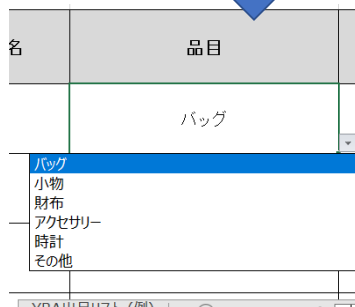 名 品目
バッグ
バッグ
小物
財布
アクセサリー
時計
その他